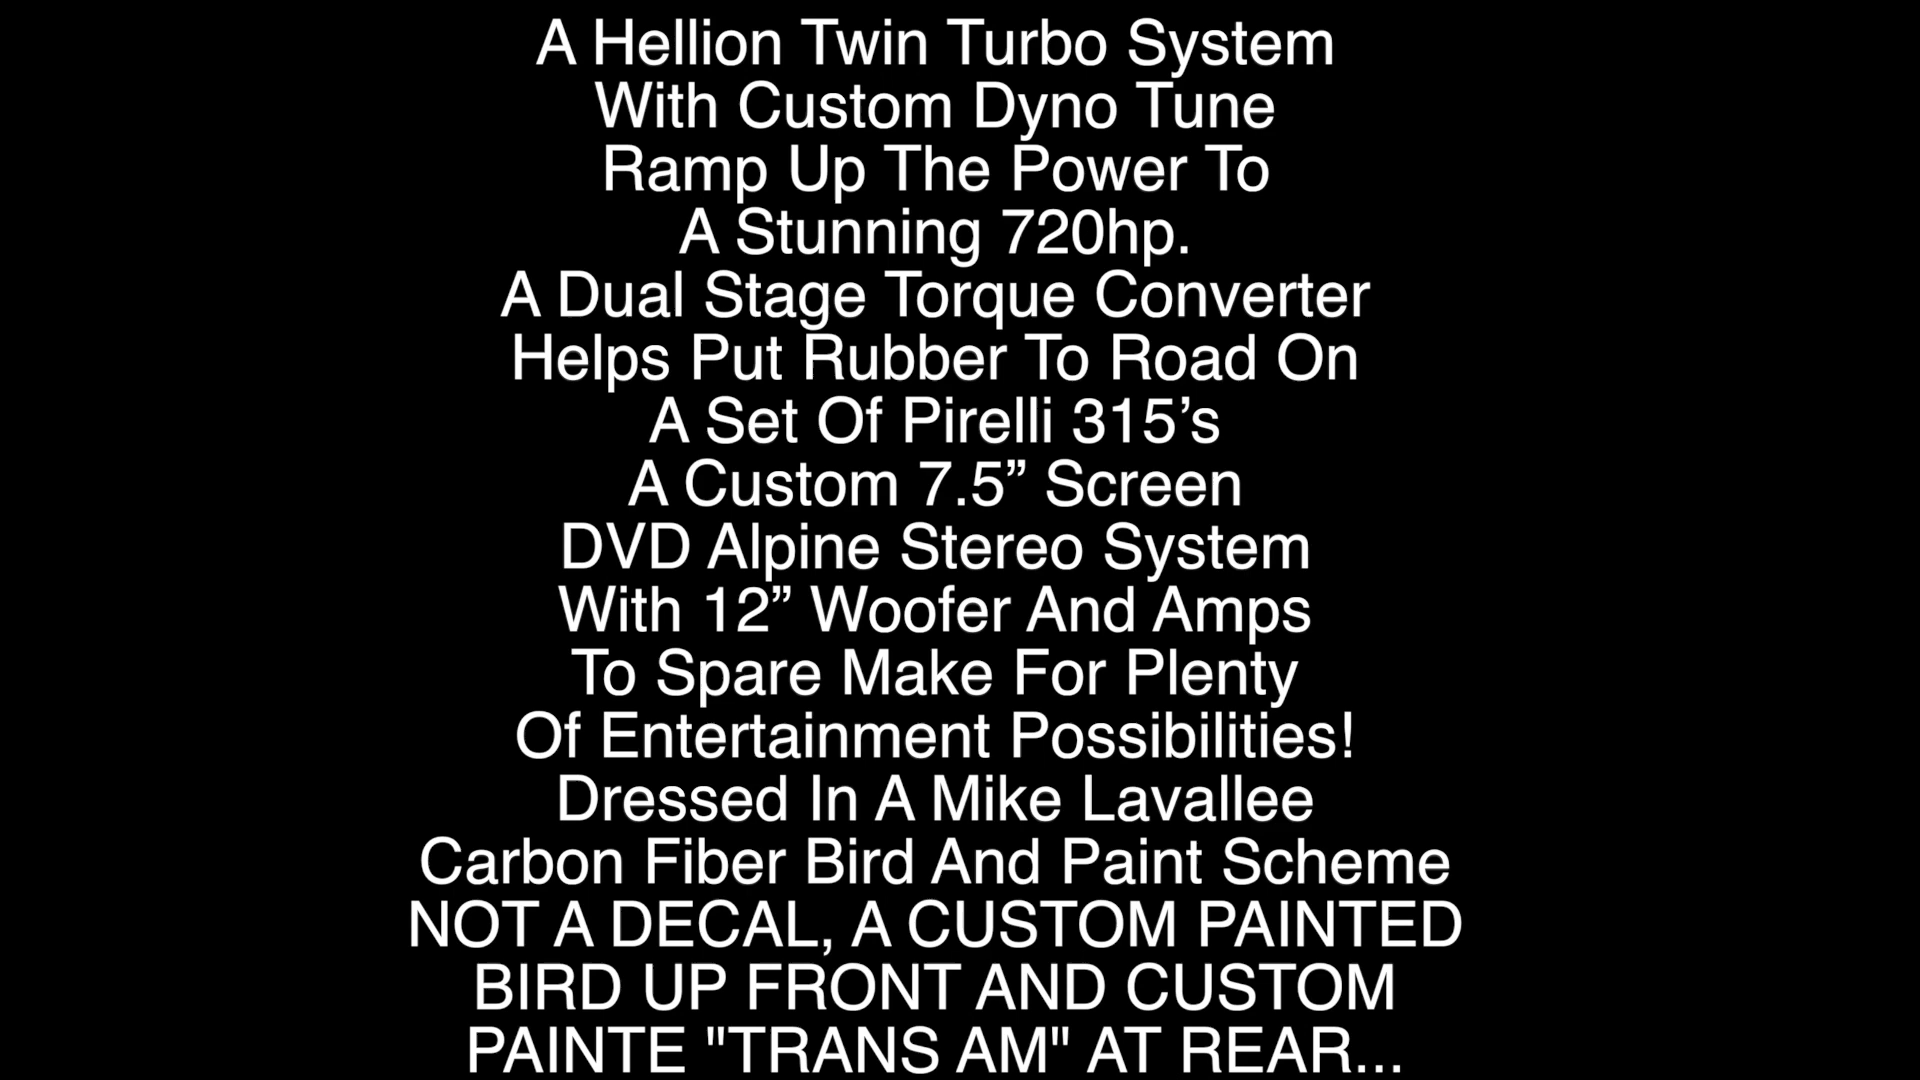 A Hellion Twin Turbo System
With Custom Dyno Tune
Ramp Up The Power To
A Stunning 720hp.
A Dual Stage Torque Converter
Helps Put Rubber To Road On
A Set Of Pirelli 315’s
A Custom 7.5” Screen
DVD Alpine Stereo System
With 12” Woofer And Amps
To Spare Make For Plenty
Of Entertainment Possibilities!
Dressed In A Mike Lavallee
Carbon Fiber Bird And Paint Scheme
NOT A DECAL, A CUSTOM PAINTED
BIRD UP FRONT AND CUSTOM
PAINTE "TRANS AM" AT REAR...